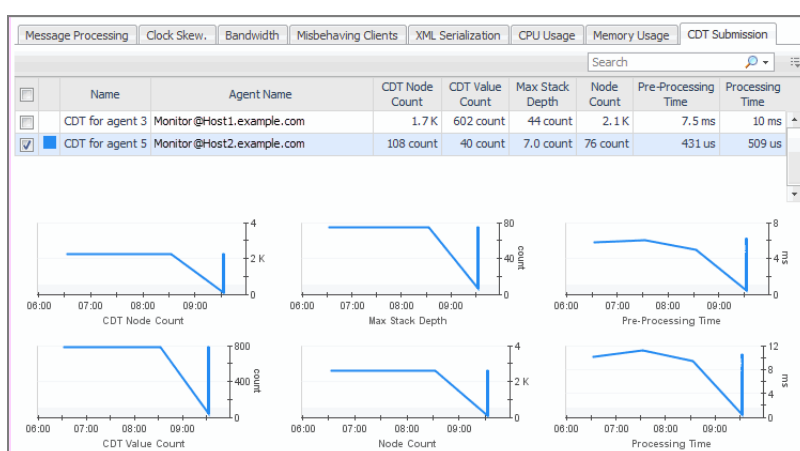 Message Processing Clock Skew. Bandwidth Misbehaving Clients XML Serialization CPU Usage Memory Usage CDT Submission
Search
Name Agent Name CDT Node Count CDT Value Count Max Stack Depth Node Count Pre-Processing Time Processing Time
CDT for agent 3 Monitor@Host1.example.com 1.7 K 602 count 44 count 2.1 K 7.5 ms 10 ms
CDT for agent 5 Monitor@Host2.example.com 108 count 40 count 7.0 count 76 count 431 us 509 us
4 80 8
2 K 40 count 4 ms
0 0 0
06:00 07:00 08:00 09:00 06:00 07:00 08:00 09:00 06:00 07:00 08:00 09:00
CDT Node Count Max Stack Depth Pre-Processing Time
800 4 12
8
400 count 2 K ms
4
0 0 0
06:00 07:00 08:00 09:00 06:00 07:00 08:00 09:00 06:00 07:00 08:00 09:00
CDT Value Count Node Count Processing Time